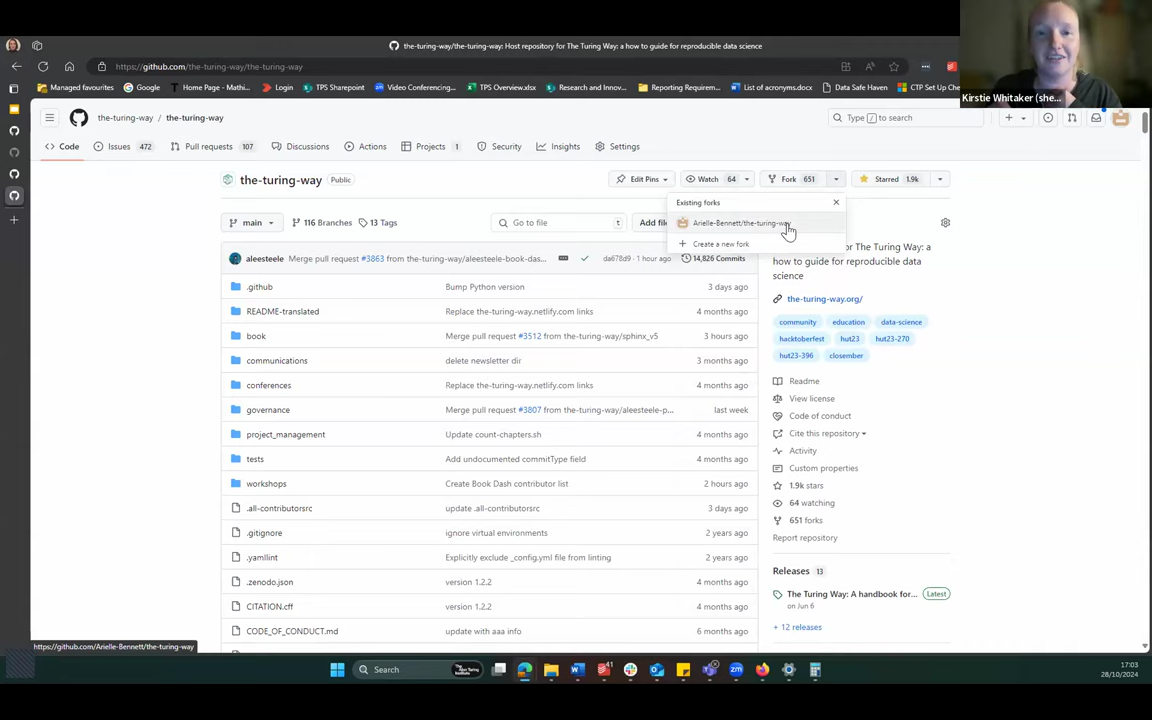 the-turing-way/the-turing-way: Host repository for The Turing Way: a how to guide for reproducible data science
https://github.com/the-turing-way/the-turing-way
Managed favourites Google Login TPS Sharepoint Video Conferencing... TPS Overview.xlsx Research and Innov... Home Page - Mathi... Reporting Requirem... List of acronyms.docx Data Safe Haven CTP Set Up Che
Kirstie Whitaker (she...
the-turing-way / the-turing-way
Type / to search
Code Issues 472 Pull requests 107 Discussions Actions Projects 1 Security Insights Settings
the-turing-way Public
Edit Pins Watch 64 Fork 651 Starred 1.9k
Existing forks
Arielle-Bennett/the-turing-way
Create a new fork
main 116 Branches 13 Tags
Go to file t
Add file
for The Turing Way: a
how to guide for reproducible data
science
aleesteele Merge pull request #3863 from the-turing-way/aleesteele-book-das... da678d9 · 1 hour ago 14,826 Commits
.github Bump Python version 3 days ago
README-translated Replace the-turing-way.netlify.com links 4 months ago
book Merge pull request #3512 from the-turing-way/sphinx_v5 3 hours ago
communications delete newsletter dir 3 months ago
conferences Replace the-turing-way.netlify.com links 4 months ago
governance Merge pull request #3807 from the-turing-way/aleesteele-p... last week
project_management Update count-chapters.sh 4 months ago
tests Add undocumented commitType field 4 months ago
workshops Create Book Dash contributor list 2 hours ago
.all-contributorsrc update .all-contributorsrc 3 days ago
.gitignore ignore virtual environments 2 years ago
.yamllint Explicitly exclude _config.yml file from linting 2 years ago
.zenodo.json version 1.2.2 4 months ago
CITATION.cff version 1.2.2 4 months ago
CODE_OF_CONDUCT.md update with aaa info 6 months ago
the-turing-way.org/
community education data-science
hacktoberfest hut23 hut23-270
hut23-396 closember
Readme
View license
Code of conduct
Cite this repository
Activity
Custom properties
1.9k stars
64 watching
651 forks
Report repository
Releases 13
The Turing Way: A handbook for... Latest
on Jun 6
+ 12 releases
https://github.com/Arielle-Bennett/the-turing-way
Search
41
17:03
28/10/2024